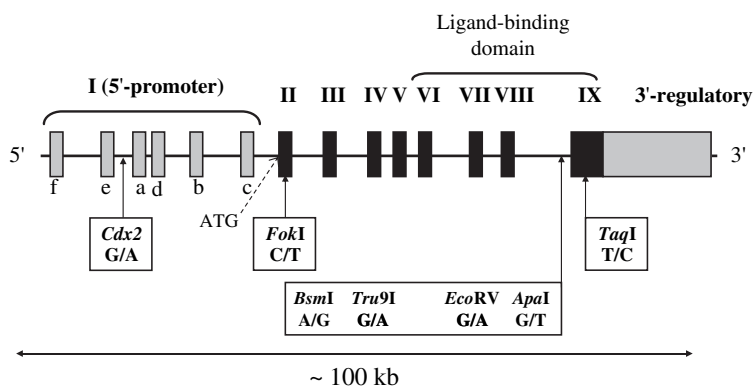 Ligand-binding
domain
I (5'-promoter)
II III IV V VI VII VIII IX 3'-regulatory
5' 3'
f e a d b c
ATG
Cdx2
G/A
FokI
C/T
TaqI
T/C
BsmI Tru9I EcoRV ApaI
A/G G/A G/A G/T
~ 100 kb